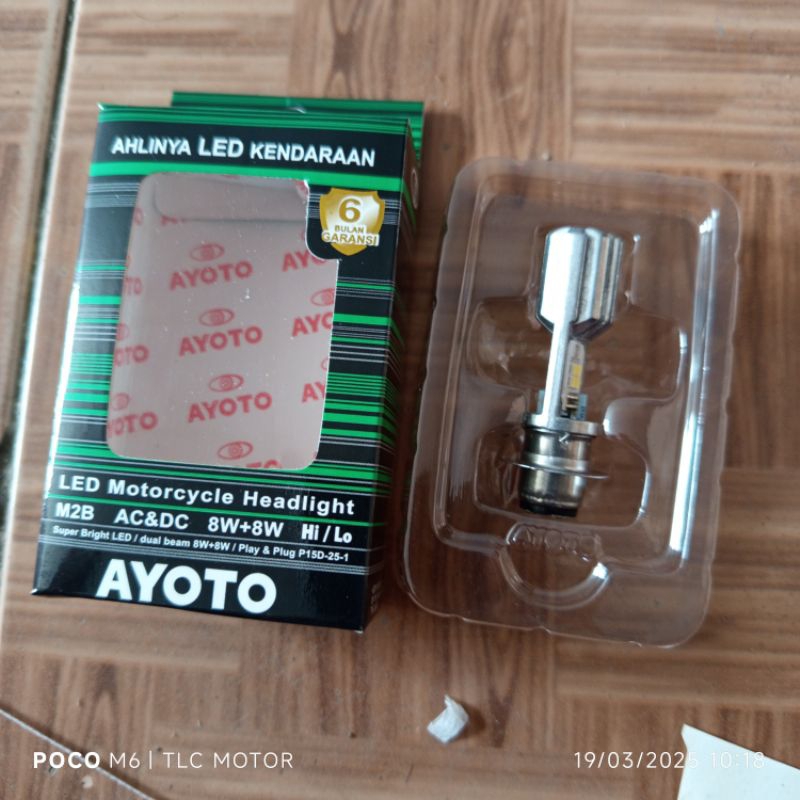 AHLINYA LED KENDARAAN
6
BULAN
GARANSI
AYOTO
AYOTO
AYOTO
AYOTO
LED Motorcycle Headlight
M2B AC&DC 8W+8W Hi/Lo
Super Bright LED / dual beam 8W+8W / Play & Plug P15D-25-1
AYOTO
AYOTO
POCO M6 | TLC MOTOR
19/03/2025 10:18